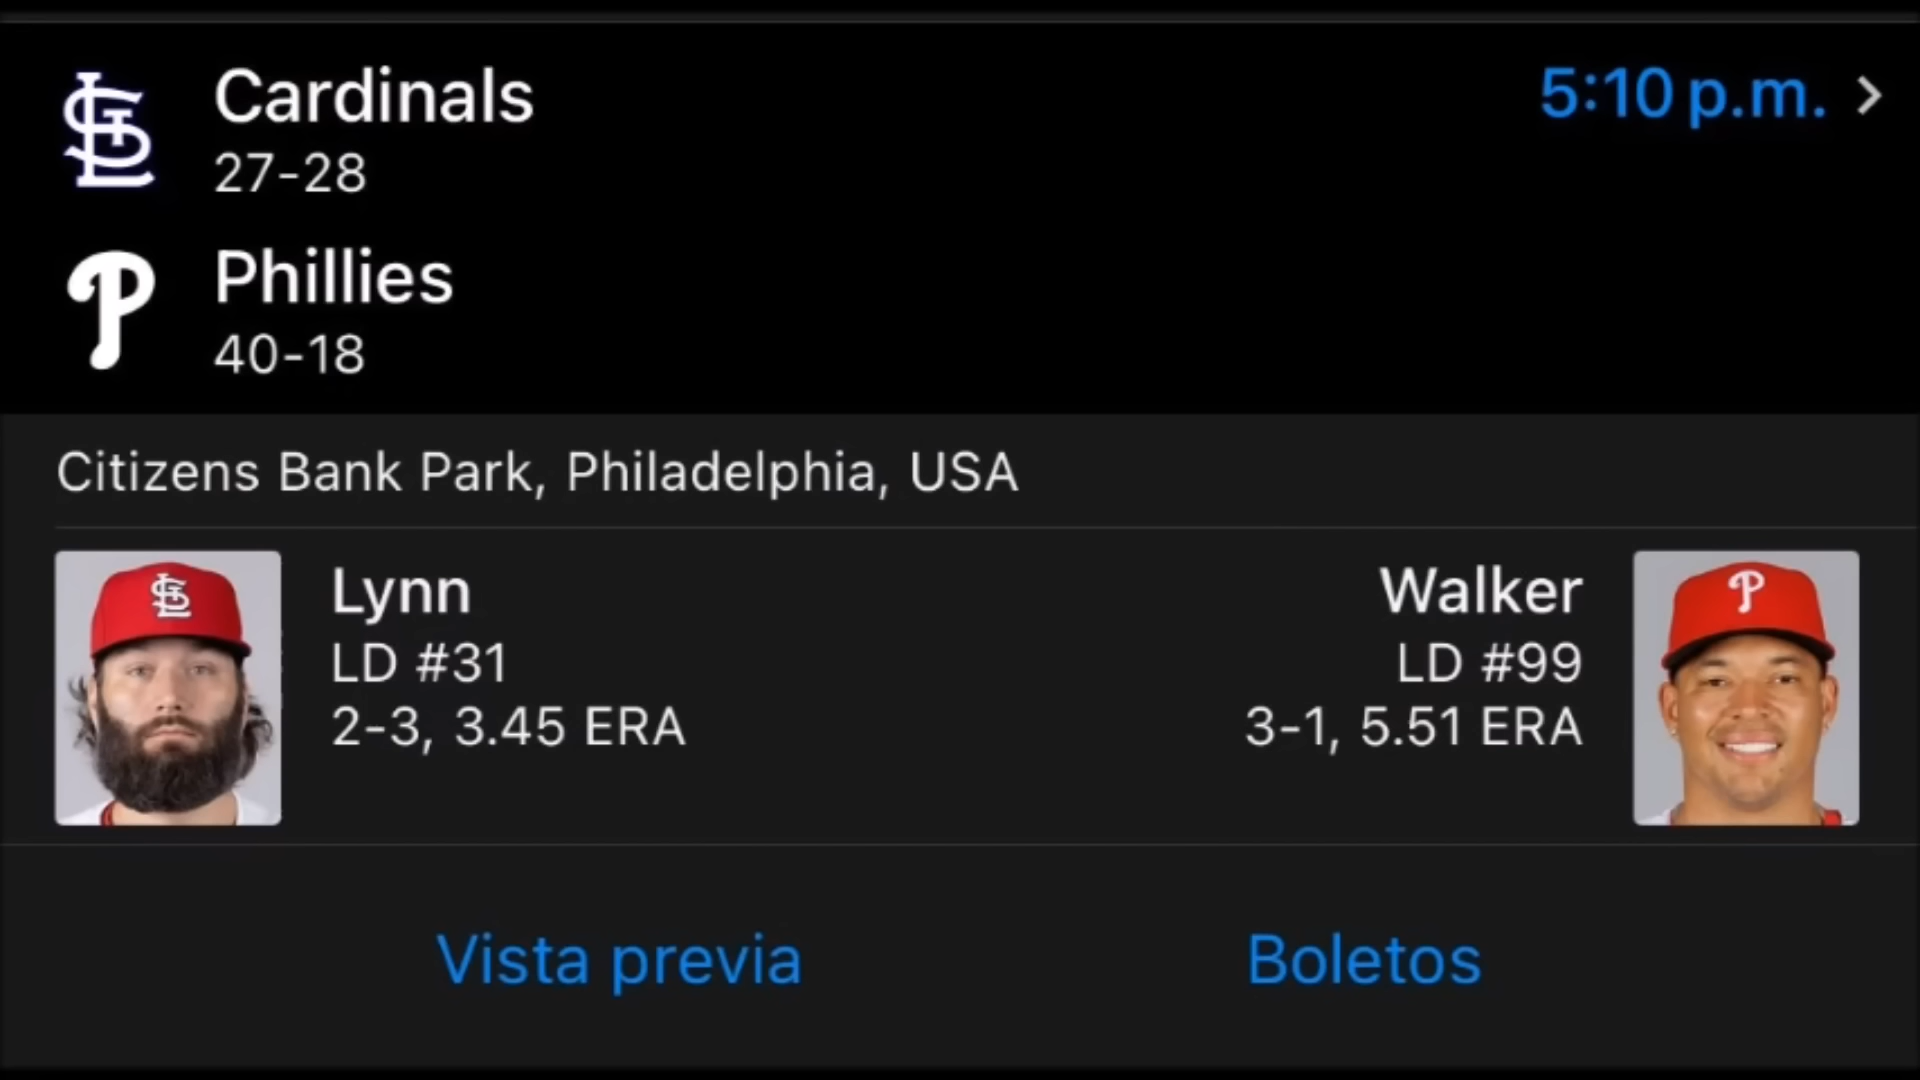 Cardinals
27-28
5:10 p.m.
Phillies
40-18
Citizens Bank Park, Philadelphia, USA
Lynn
LD #31
2-3, 3.45 ERA
Walker
LD #99
3-1, 5.51 ERA
Vista previa
Boletos